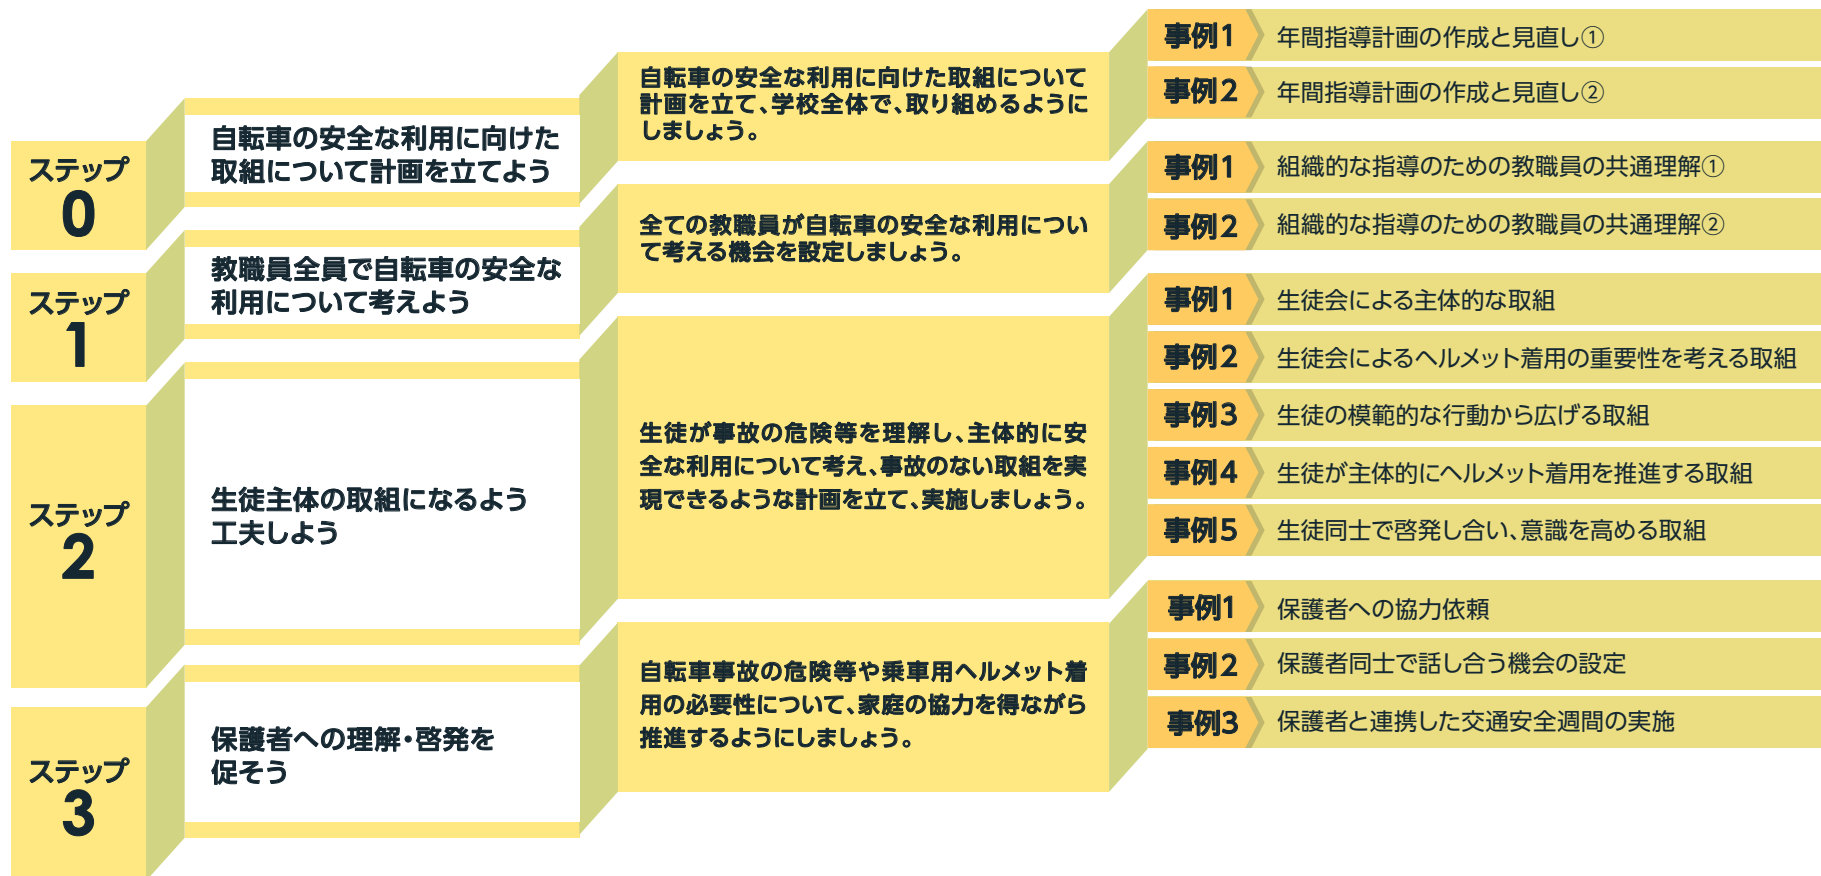 ステップ
0
自転車の安全な利用に向けた
取組について計画を立てよう
自転車の安全な利用に向けた取組について
計画を立て、学校全体で、取り組めるように
しましょう。
事例1 年間指導計画の作成と見直し①
事例2 年間指導計画の作成と見直し②
ステップ
1
教職員全員で自転車の安全な
利用について考えよう
全ての教職員が自転車の安全な利用につい
て考える機会を設定しましょう。
事例1 組織的な指導のための教職員の共通理解①
事例2 組織的な指導のための教職員の共通理解②
ステップ
2
生徒主体の取組になるよう
工夫しよう
生徒が事故の危険等を理解し、主体的に安
全な利用について考え、事故のない取組を実
現できるような計画を立て、実施しましょう。
事例1 生徒会による主体的な取組
事例2 生徒会によるヘルメット着用の重要性を考える取組
事例3 生徒の模範的な行動から広げる取組
事例4 生徒が主体的にヘルメット着用を推進する取組
事例5 生徒同士で啓発し合い、意識を高める取組
ステップ
3
保護者への理解・啓発を
促そう
自転車事故の危険等や乗車用ヘルメット着
用の必要性について、家庭の協力を得ながら
推進するようにしましょう。
事例1 保護者への協力依頼
事例2 保護者同士で話し合う機会の設定
事例3 保護者と連携した交通安全週間の実施